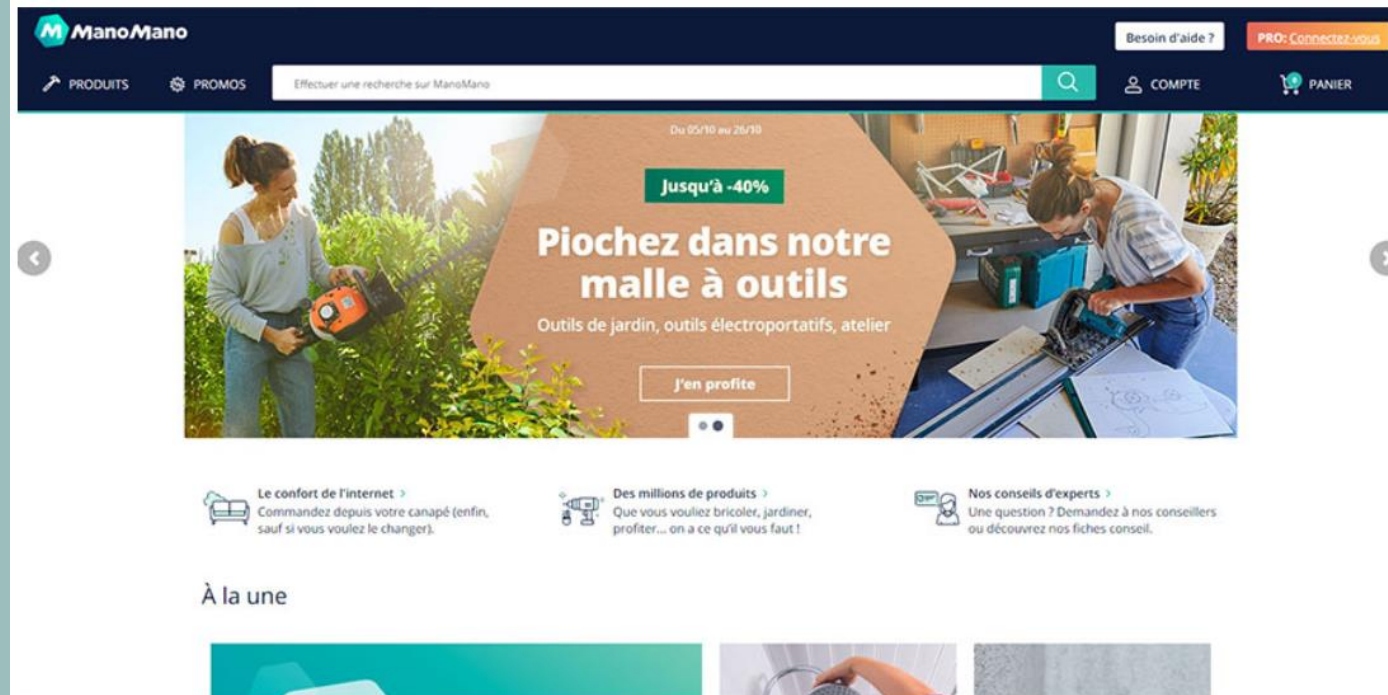 ManoMano
Besoin d'aide ?
PRO: Connectez-vous
PRODUITS
PROMOS
Effectuer une recherche sur ManoMano
COMPTE
0
PANIER
Du 05/10 au 26/10
Jusqu'à -40%
Piochez dans notre
malle à outils
Outils de jardin, outils électroportatifs, atelier
J'en profite
Le confort de l'internet >
Commandez depuis votre canapé (enfin,
sauf si vous voulez le changer).
Des millions de produits >
Que vous vouliez bricoler, jardiner,
profiter... on a ce qu'il vous faut !
Nos conseils d'experts >
Une question ? Demandez à nos conseillers
ou découvrez nos fiches conseil.
À la une